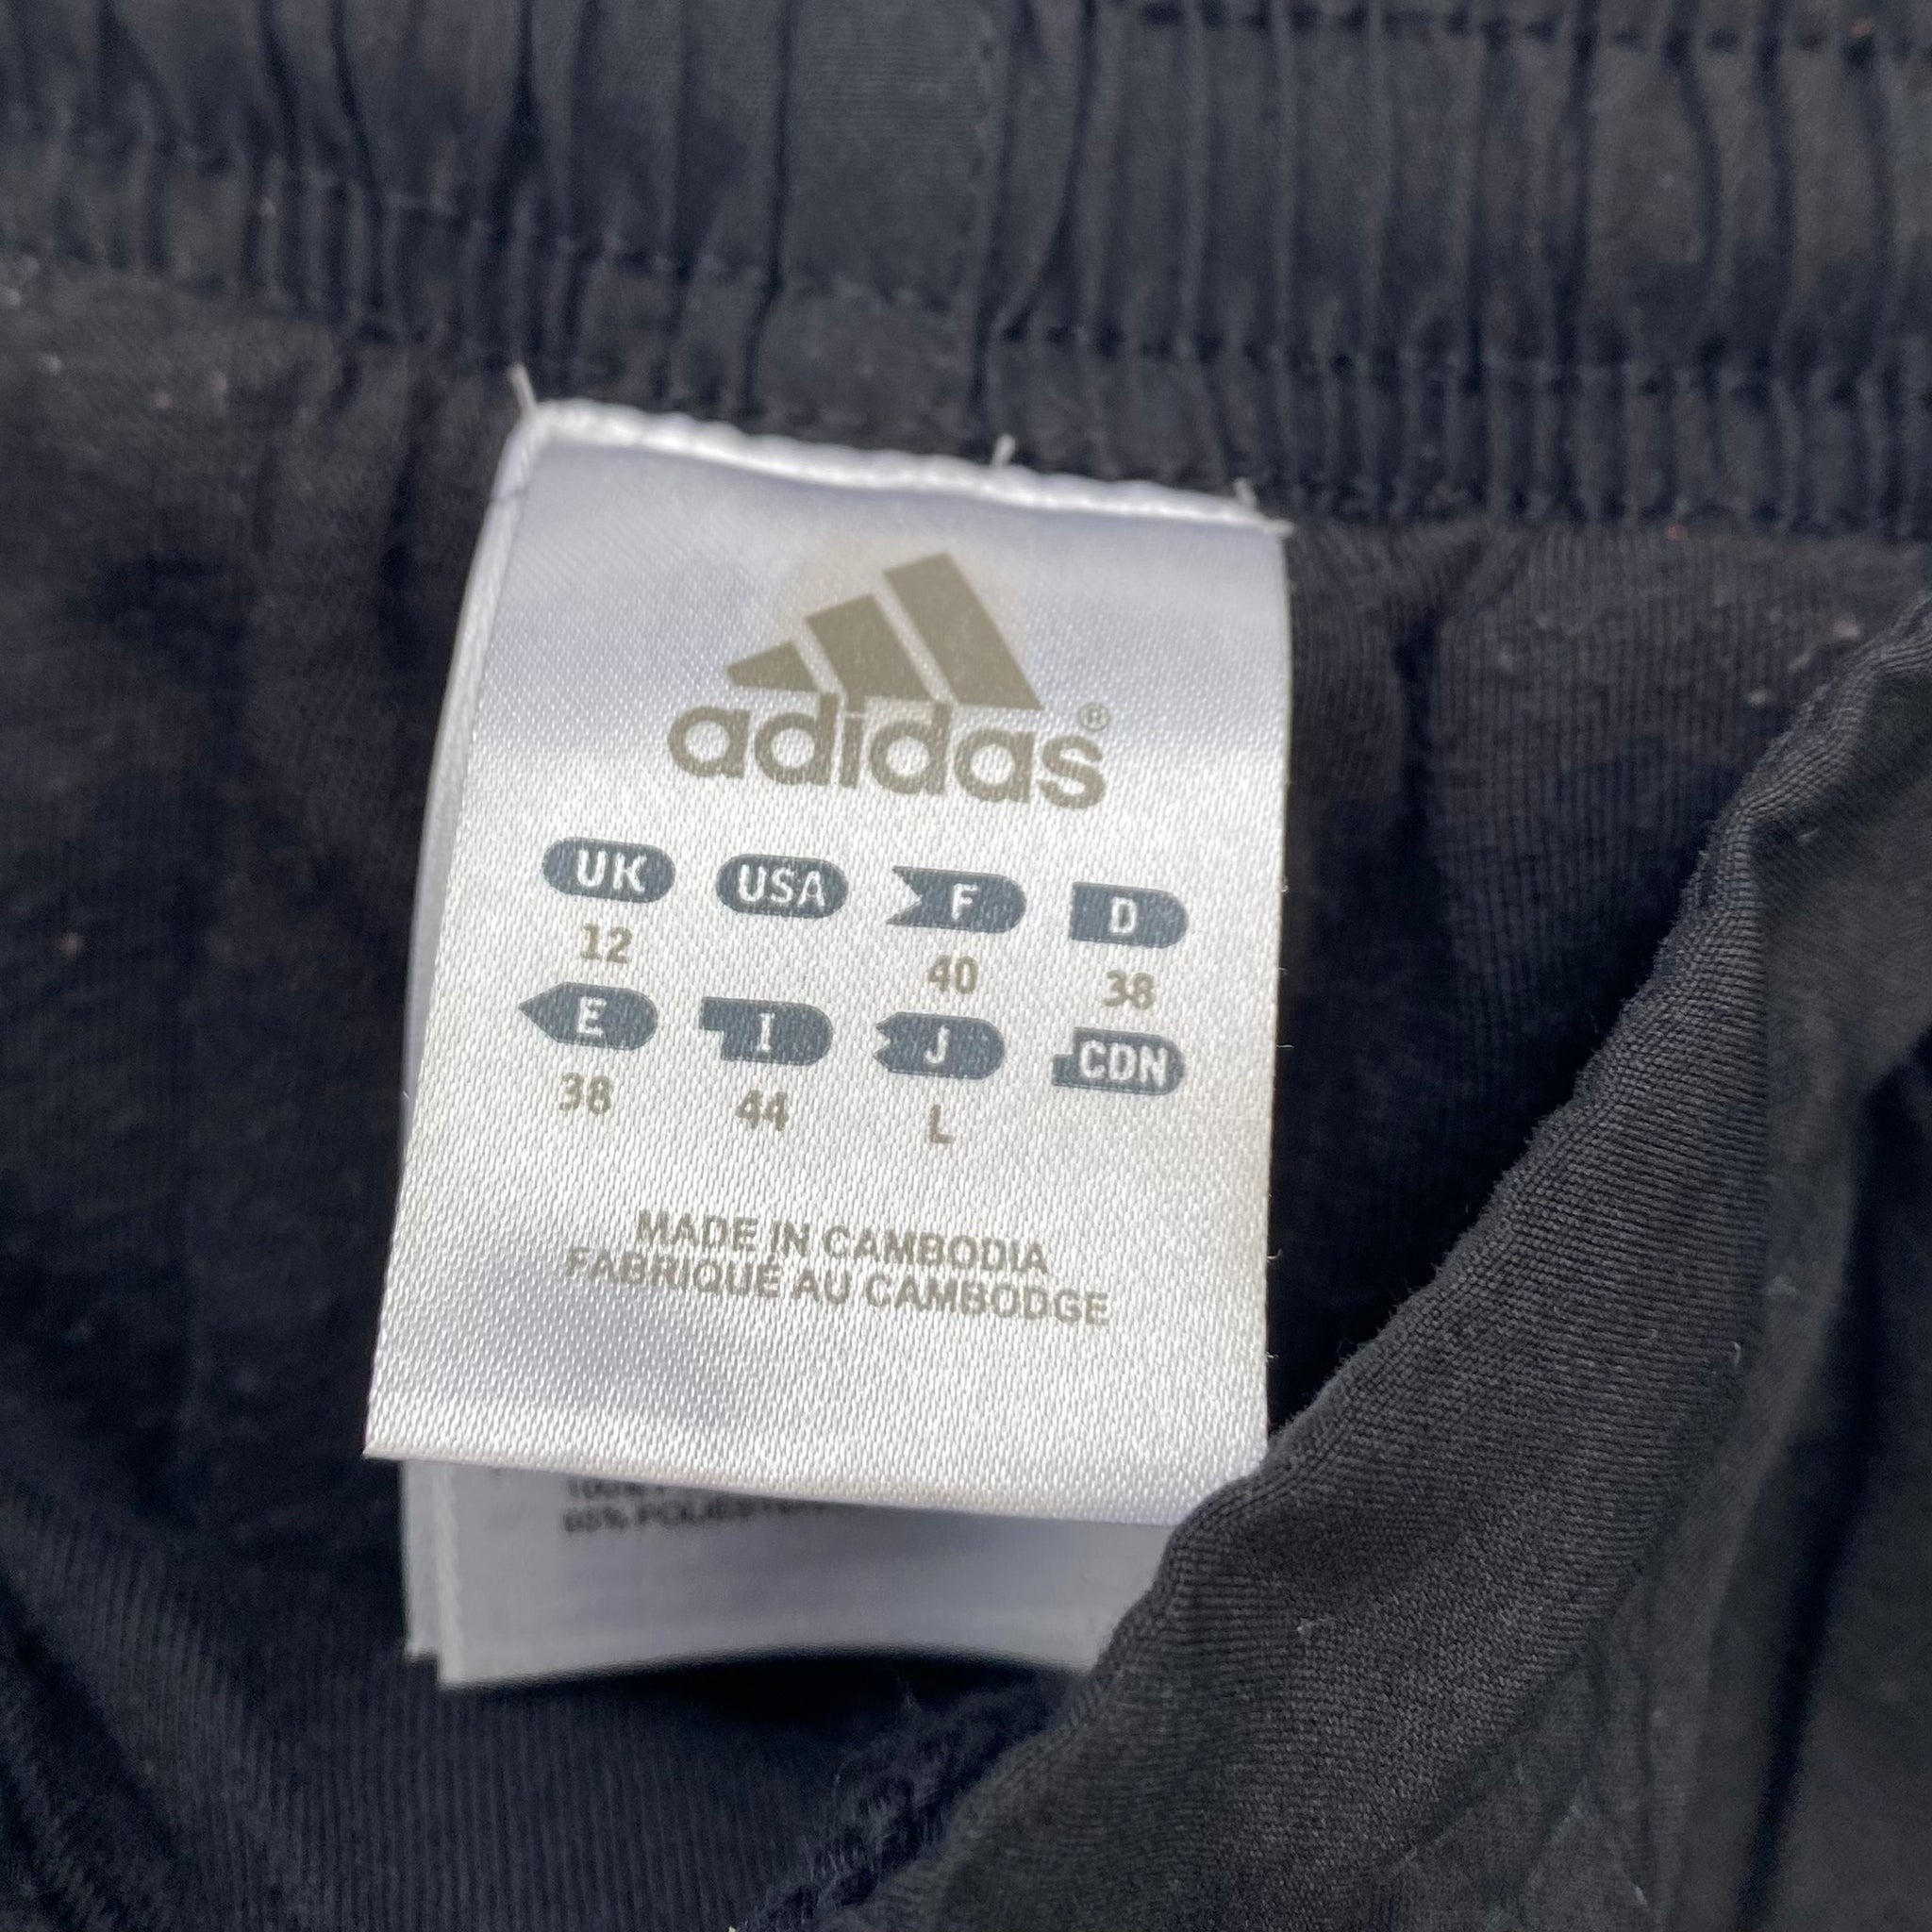 adidas®
UK USA F D
12 40 38
E I J CDN
38 44 L
MADE IN CAMBODIA
FABRIQUÉ AU CAMBODGE